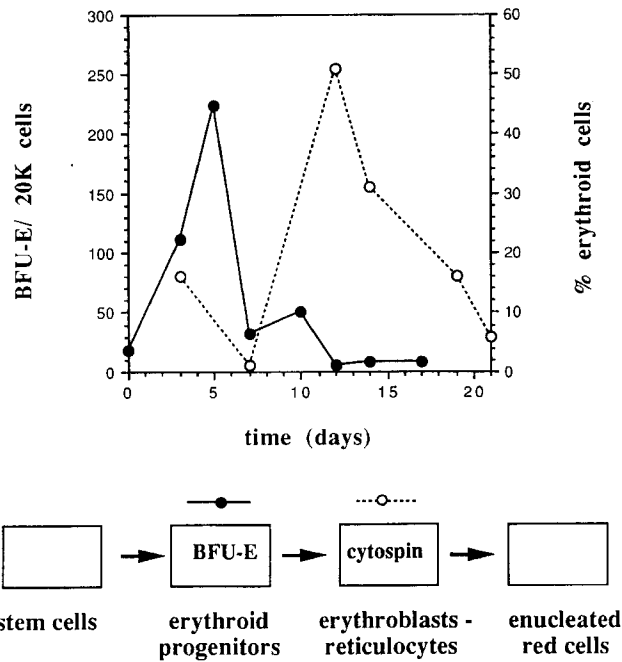 300
250
200
150
100
50
0
BFU-E/ 20K cells
60
50
40
30
20
10
0
% erythroid cells
0 5 10 15 20
time (days)
BFU-E
cytospin
stem cells
erythroid
progenitors
erythroblasts -
reticulocytes
enucleated
red cells